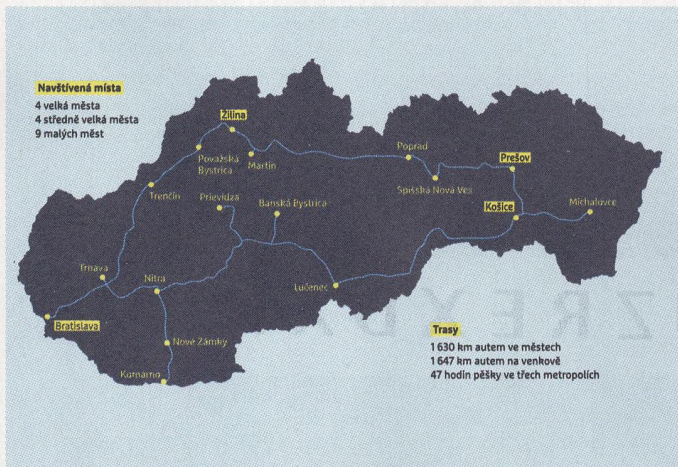 Navštívená místa
4 velká města
4 středně velká města
9 malých měst
Žilina
Považská
Bystrica
Martin
Poprad
Prešov
Spišská Nová Ves
Trenčín
Prievidza
Banská Bystrica
Košice
Michalovce
Trnava
Nitra
Lučenec
Bratislava
Nové Zámky
Komárno
Trasy
1 630 km autem ve městech
1 647 km autem na venkově
47 hodin pěšky ve třech metropolích